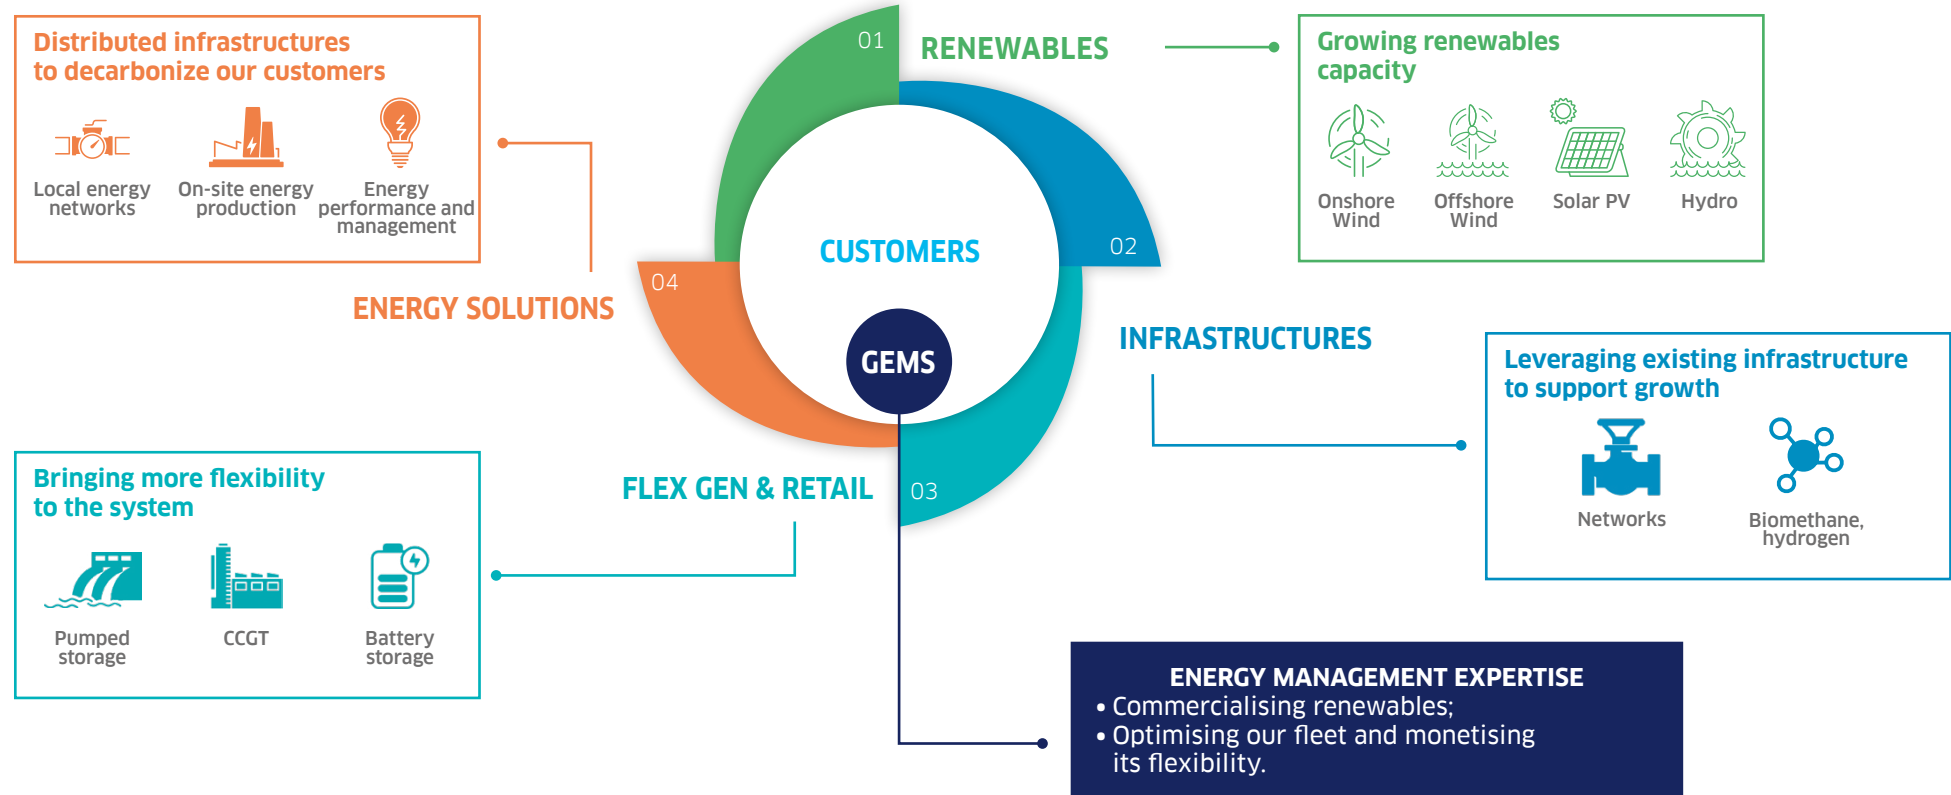 Distributed infrastructures
to decarbonize our customers
Local energy
networks
On-site energy
production
Energy
performance and
management
ENERGY SOLUTIONS
04
01
RENEWABLES
Growing renewables
capacity
Onshore
Wind
Offshore
Wind
Solar PV
Hydro
02
CUSTOMERS
GEMS
INFRASTRUCTURES
Leveraging existing infrastructure
to support growth
Networks
Biomethane,
hydrogen
FLEX GEN & RETAIL
03
Bringing more flexibility
to the system
Pumped
storage
CCGT
Battery
storage
ENERGY MANAGEMENT EXPERTISE
• Commercialising renewables;
• Optimising our fleet and monetising
its flexibility.